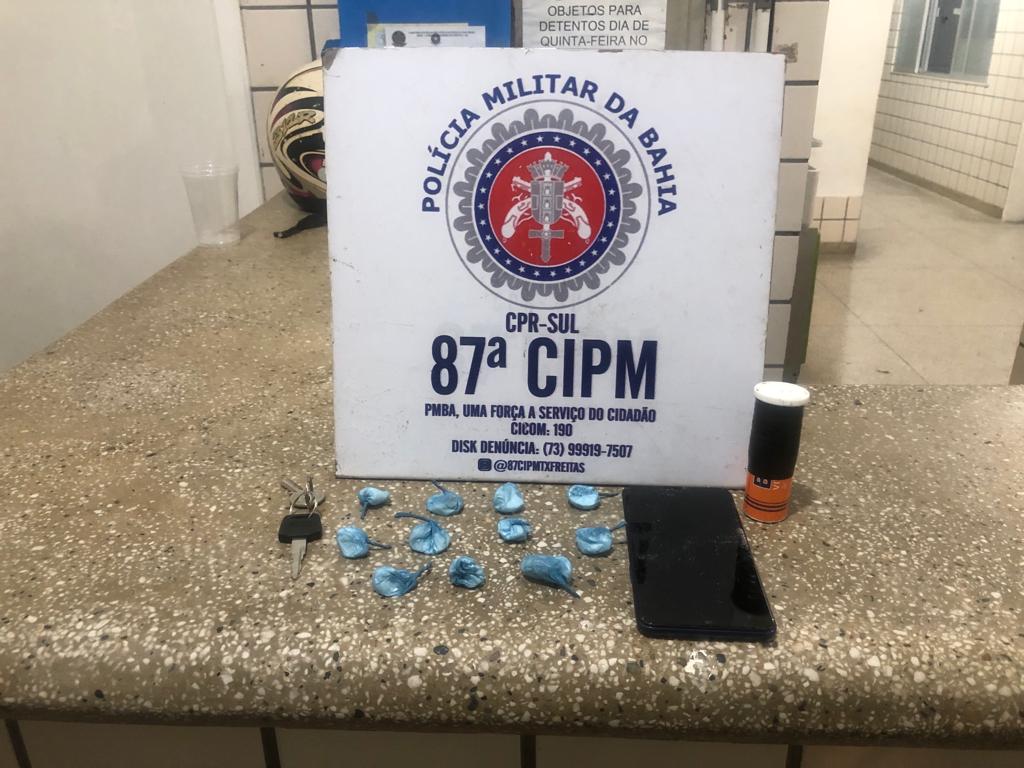 OBJETOS PARA
DETENTOS DIA DE
QUINTA-FEIRA NO
POLÍCIA MILITAR DA BAHIA
CPR-SUL
87ª CIPM
PMBA, UMA FORÇA A SERVIÇO DO CIDADÃO
CICOM: 190
DISK DENÚNCIA: (73) 99919-7507
@87CIPMTXFREITAS